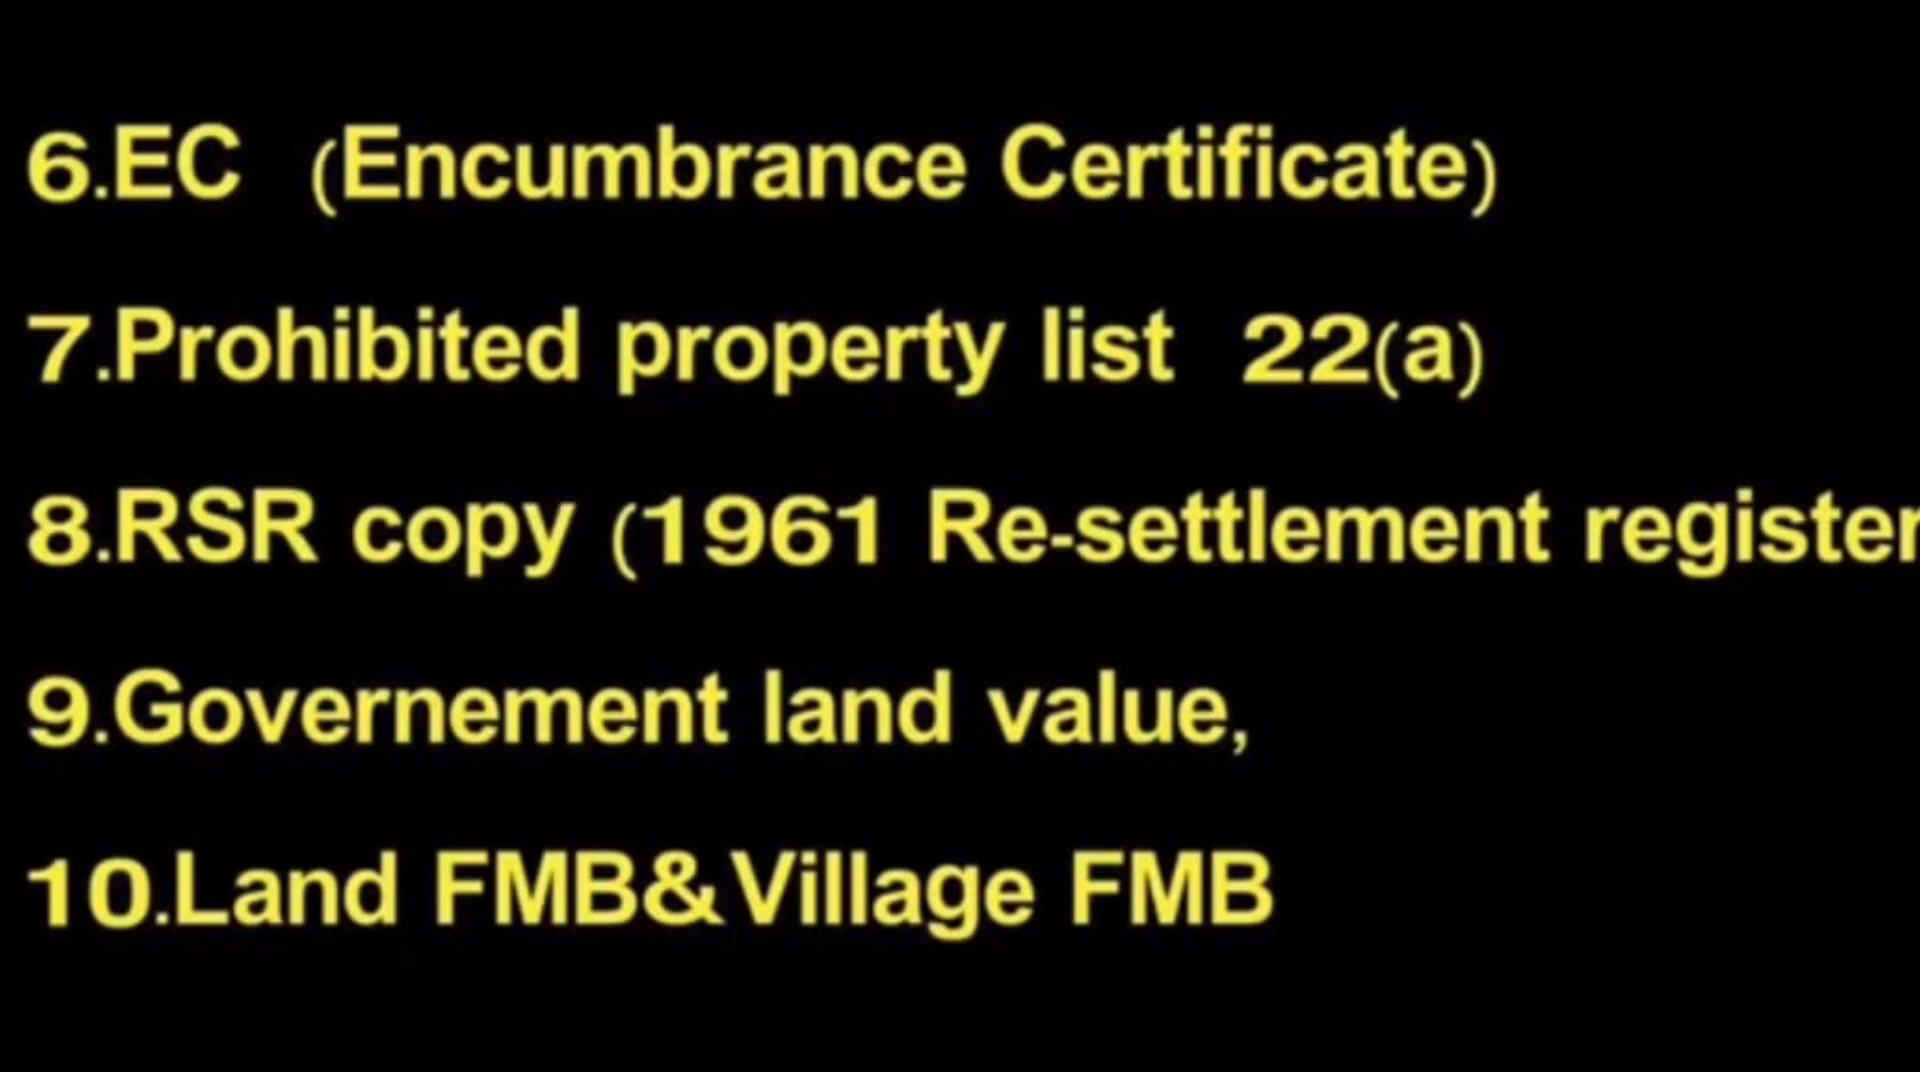 6.EC (Encumbrance Certificate)
7.Prohibited property list 22(a)
8.RSR copy (1961 Re-settlement register
9.Governement land value,
10.Land FMB&Village FMB